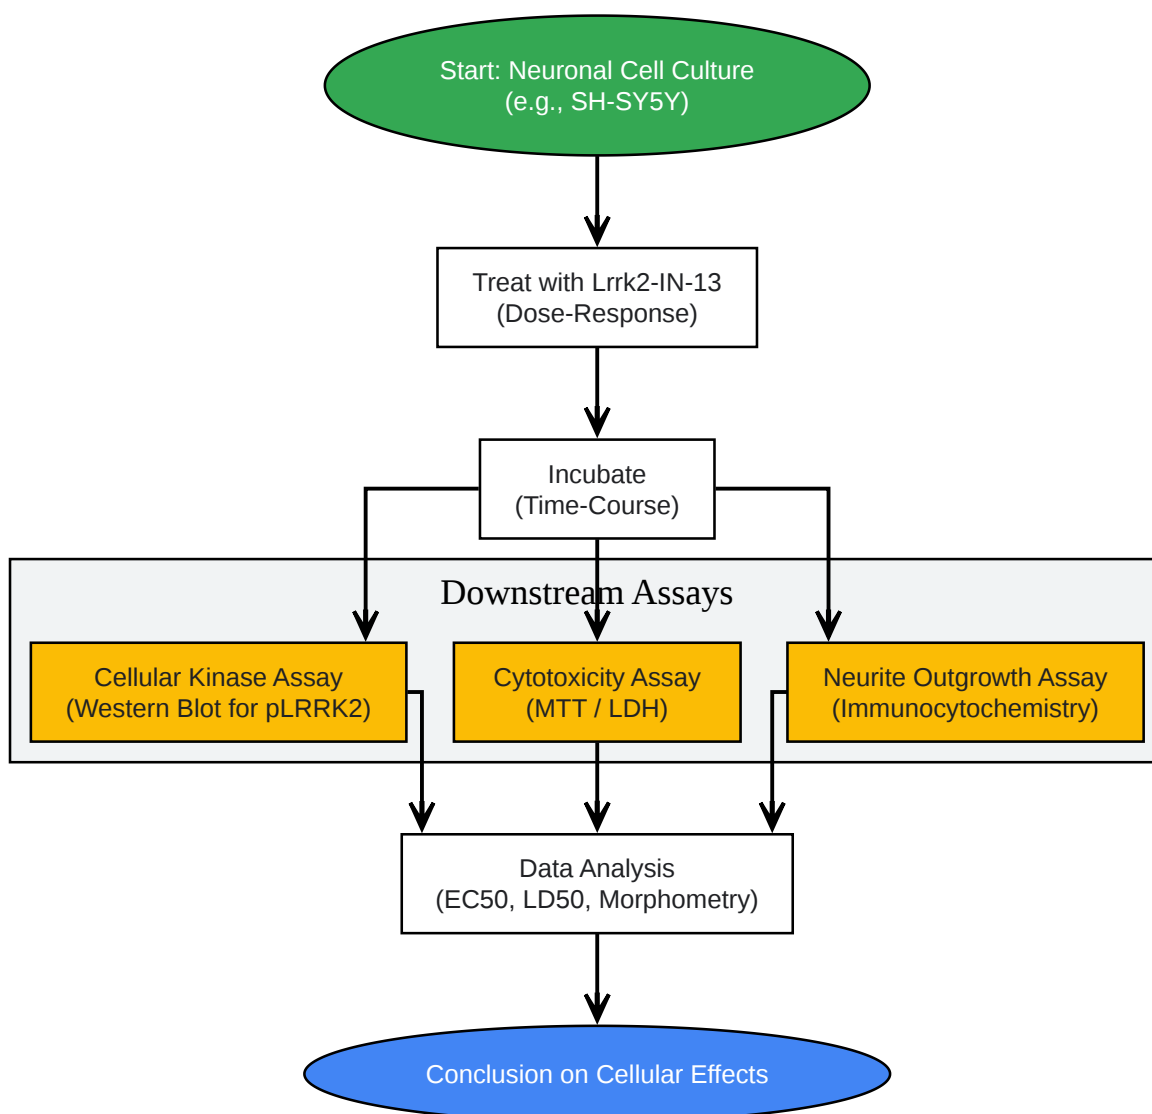 Start: Neuronal Cell Culture
(e.g., SH-SY5Y)
Treat with Lrrk2-IN-13
(Dose-Response)
Incubate
(Time-Course)
Downstream Assays
Cellular Kinase Assay
(Western Blot for pLRRK2)
Cytotoxicity Assay
(MTT / LDH)
Neurite Outgrowth Assay
(Immunocytochemistry)
Data Analysis
(EC50, LD50, Morphometry)
Conclusion on Cellular Effects